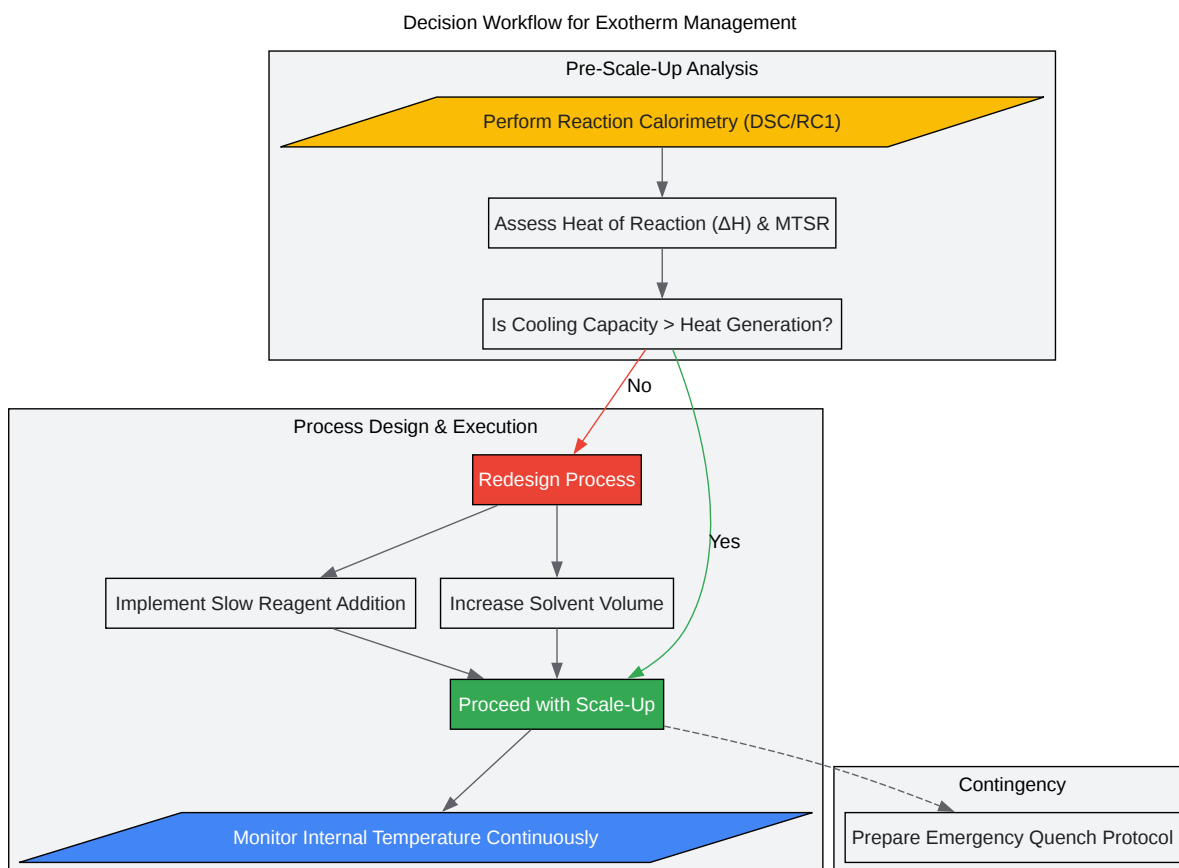 Decision Workflow for Exotherm Management
Pre-Scale-Up Analysis
Perform Reaction Calorimetry (DSC/RC1)
Assess Heat of Reaction (ΔH) & MTSR
Is Cooling Capacity > Heat Generation?
No
Process Design & Execution
Redesign Process
Yes
Implement Slow Reagent Addition
Increase Solvent Volume
Proceed with Scale-Up
Contingency
Monitor Internal Temperature Continuously
Prepare Emergency Quench Protocol